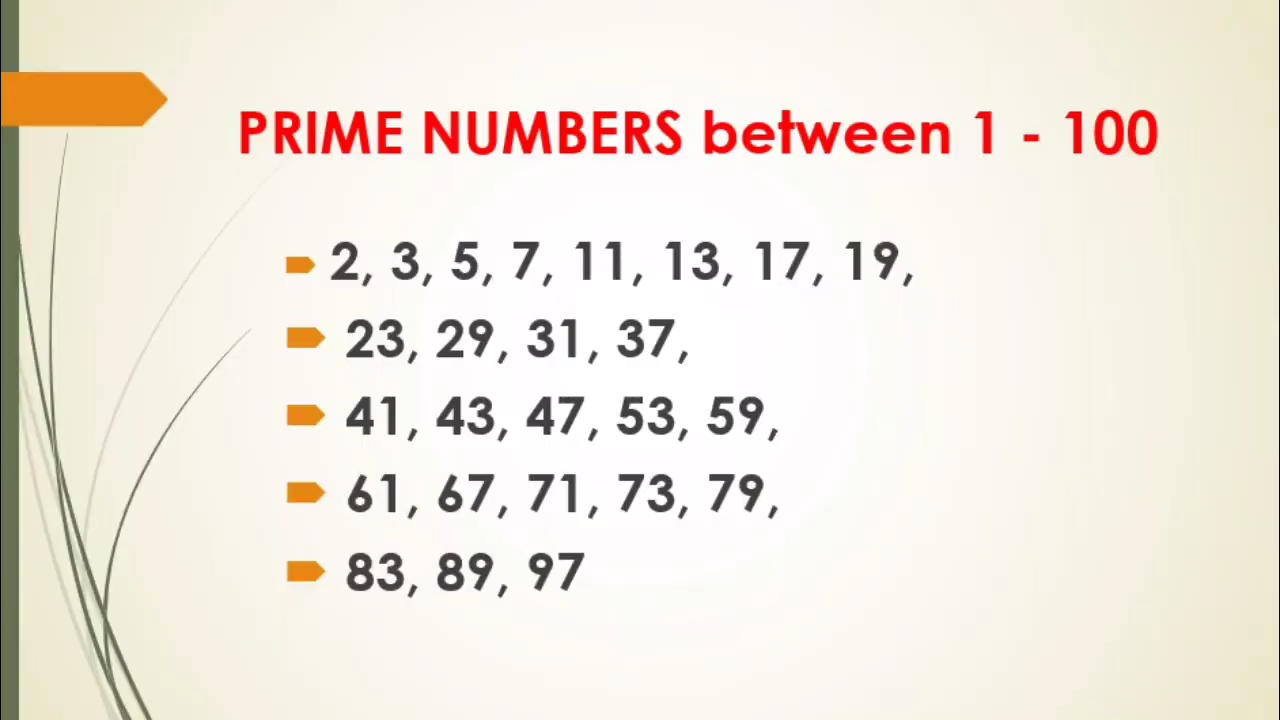 PRIME NUMBERS between 1 - 100
2, 3, 5, 7, 11, 13, 17, 19,
23, 29, 31, 37,
41, 43, 47, 53, 59,
61, 67, 71, 73, 79,
83, 89, 97